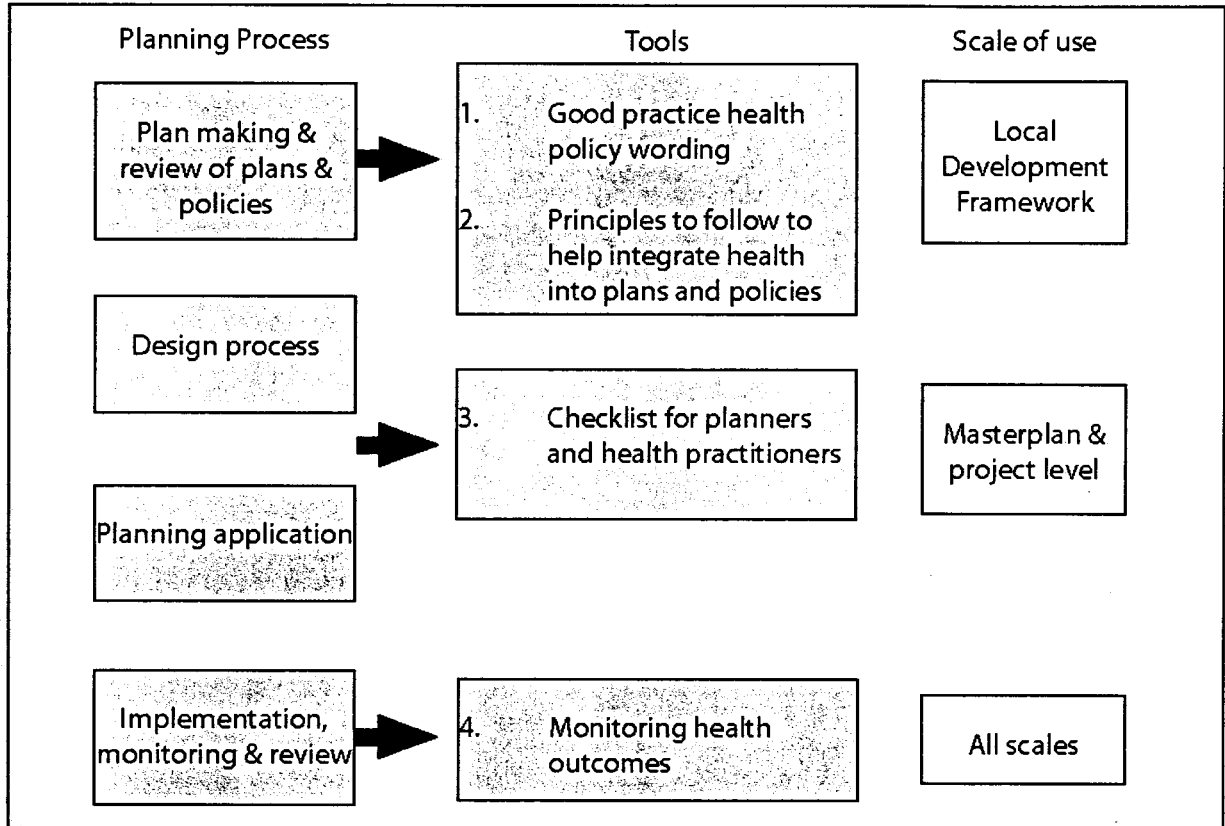 Planning Process
Tools
Scale of use
Plan making &
review of plans &
policies
1. Good practice health
policy wording
2. Principles to follow to
help integrate health
into plans and policies
Local
Development
Framework
Design process
3. Checklist for planners
and health practitioners
Masterplan &
project level
Planning application
Implementation,
monitoring & review
4. Monitoring health
outcomes
All scales